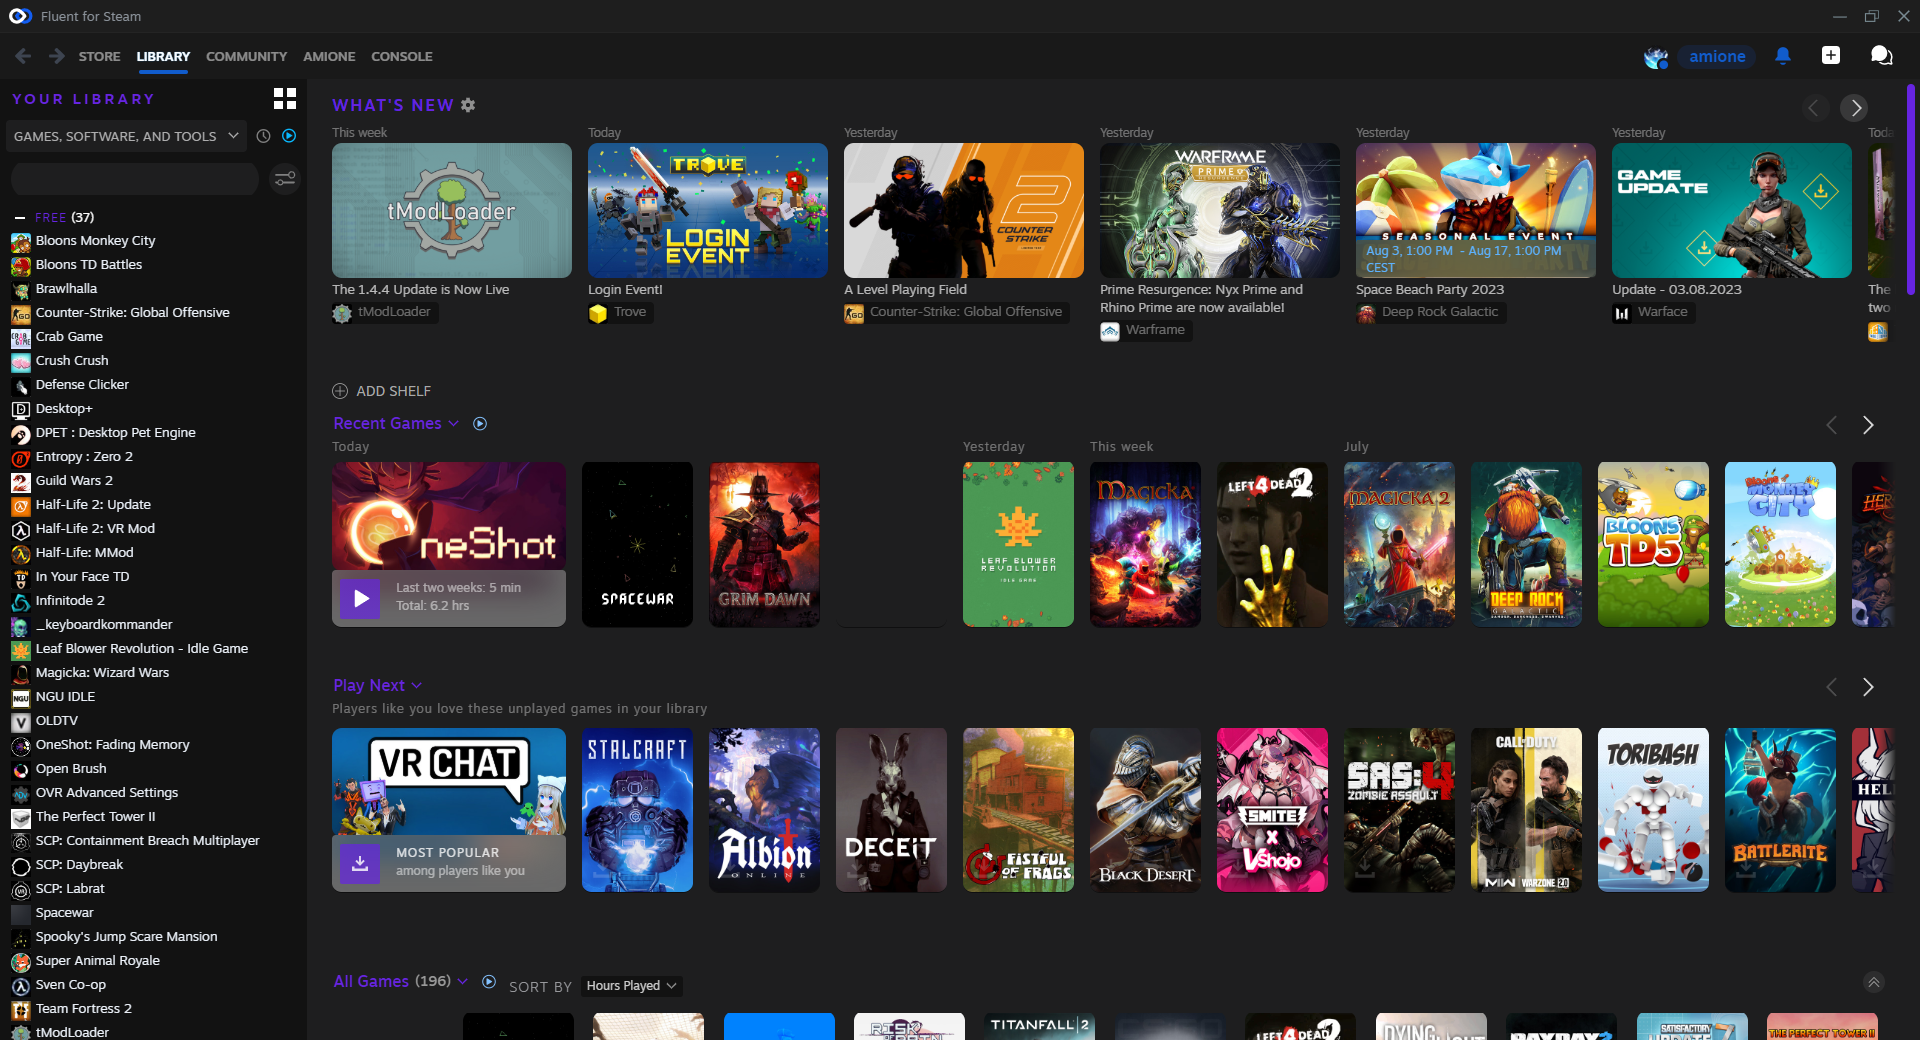 Fluent for Steam
STORE LIBRARY COMMUNITY AMIONE CONSOLE
amione
YOUR LIBRARY
GAMES, SOFTWARE, AND TOOLS
FREE (37)
Bloons Monkey City
Bloons TD Battles
Brawlhalla
Counter-Strike: Global Offensive
Crab Game
Crush Crush
Defense Clicker
Desktop+
DPET : Desktop Pet Engine
Entropy : Zero 2
Guild Wars 2
Half-Life 2: Update
Half-Life 2: VR Mod
Half-Life: MMod
In Your Face TD
Infinitode 2
_keyboardkommander
Leaf Blower Revolution - Idle Game
Magicka: Wizard Wars
NGU IDLE
OLDTV
OneShot: Fading Memory
Open Brush
OVR Advanced Settings
The Perfect Tower II
SCP: Containment Breach Multiplayer
SCP: Daybreak
SCP: Labrat
Spacewar
Spooky's Jump Scare Mansion
Super Animal Royale
Sven Co-op
Team Fortress 2
tModLoader
WHAT'S NEW
This week
tModLoader
The 1.4.4 Update is Now Live
tModLoader
Today
TROVE
LOGIN
EVENT
Login Event!
Trove
Yesterday
2
COUNTER
STRIKE
A Level Playing Field
Counter-Strike: Global Offensive
Yesterday
WARFRAME
PRIME
RESURGENCE
Prime Resurgence: Nyx Prime and
Rhino Prime are now available!
Warframe
Yesterday
SEASONAL EVENT
Aug 3, 1:00 PM - Aug 17, 1:00 PM
CEST
Space Beach Party 2023
Deep Rock Galactic
Yesterday
GAME
UPDATE
Update - 03.08.2023
Warface
Toda
The
two
ADD SHELF
Recent Games
Today
OneShot
Last two weeks: 5 min
Total: 6.2 hrs
SPACEWAR
GRIM DAWN
Yesterday
LEAF BLOWER
REVOLUTION
IDLE GAME
This week
MAGICKA
LEFT 4 DEAD 2
July
MAGICKA 2
DEEP ROCK
GALACTIC
BLOONS
TD5
Bloons
MONKEY
CITY
HER
Play Next
Players like you love these unplayed games in your library
VRCHAT
MOST POPULAR
among players like you
STALCRAFT
Albion
ONLINE
DECEIT
FISTFUL
OF FRAGS
BLACK DESERT
SMITE
X
VShojo
SAS:4
ZOMBIE ASSAULT
CALL OF DUTY
MW WARZONE 2.0
TORIBASH
BATTLERITE
HEL
All Games (196)
SORT BY Hours Played
RISK
TITANFALL 2
LEFT 4 DEAD 2
DYING LIGHT
PAYDAY 2
SATISFACTORY
UPDATE 7
THE PERFECT TOWER II